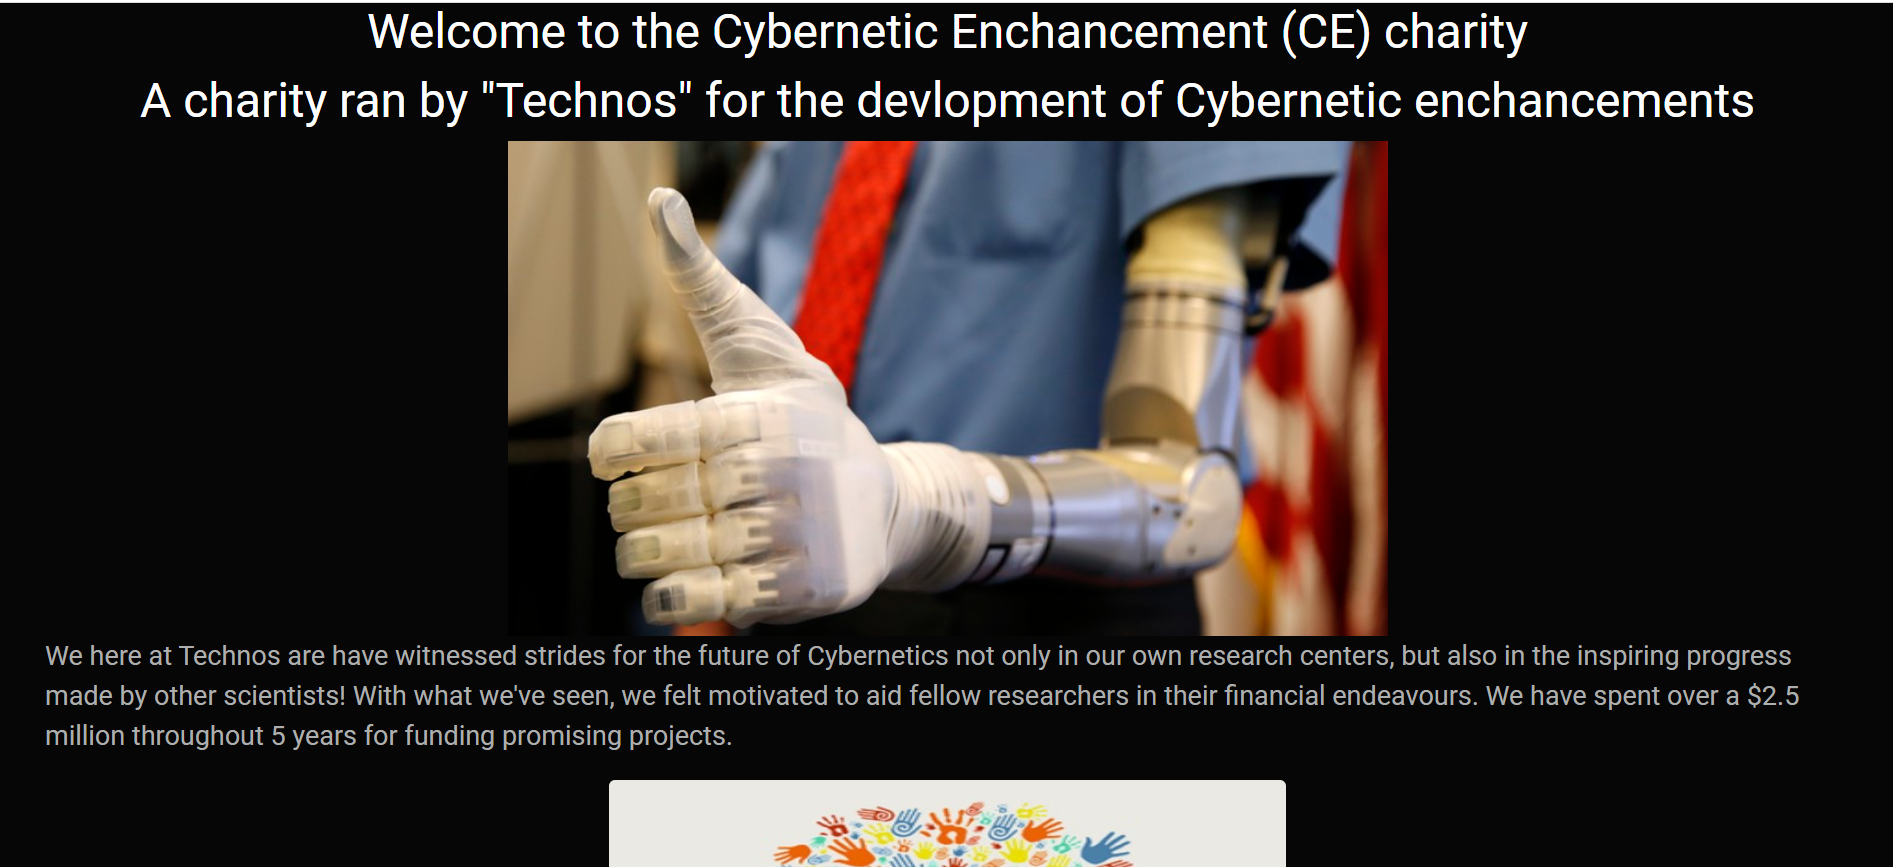 Welcome to the Cybernetic Enchancement (CE) charity
A charity ran by "Technos" for the devlopment of Cybernetic enchancements
We here at Technos are have witnessed strides for the future of Cybernetics not only in our own research centers, but also in the inspiring progress
made by other scientists! With what we've seen, we felt motivated to aid fellow researchers in their financial endeavours. We have spent over a $2.5
million throughout 5 years for funding promising projects.